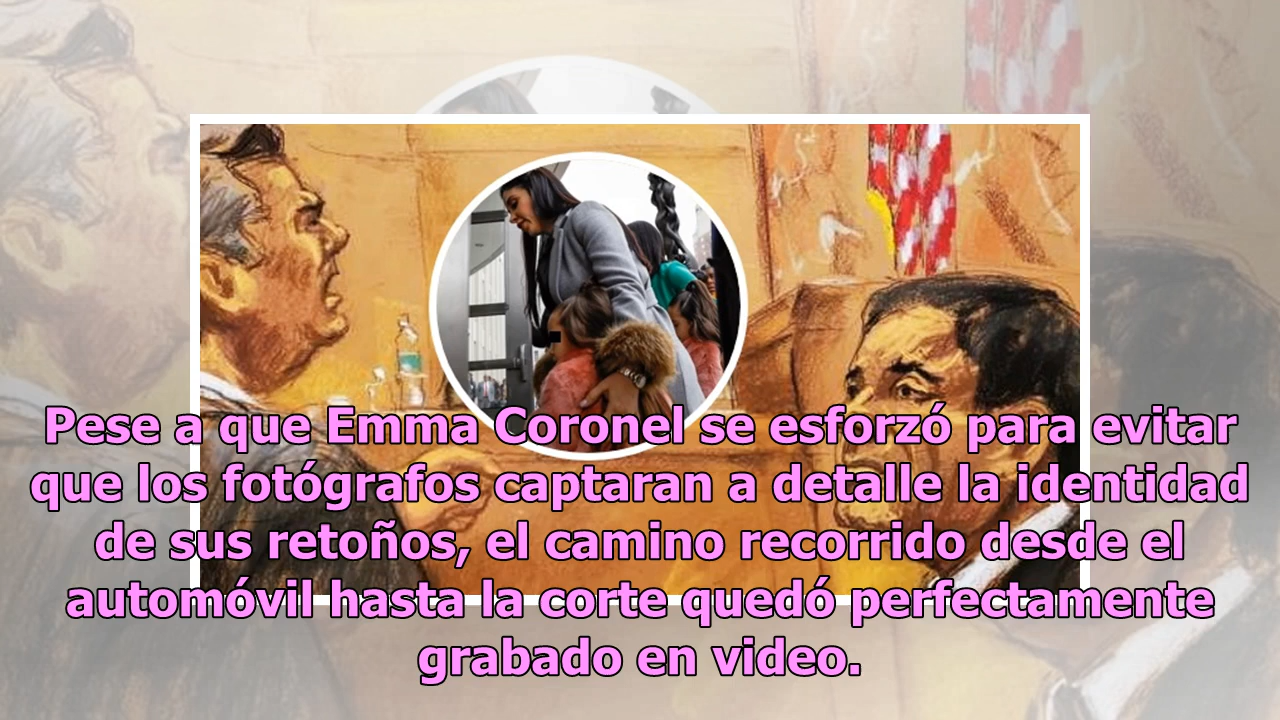 Pese a que Emma Coronel se esforzó para evitar
que los fotógrafos captaran a detalle la identidad
de sus retoños, el camino recorrido desde el
automóvil hasta la corte quedó perfectamente
grabado en video.